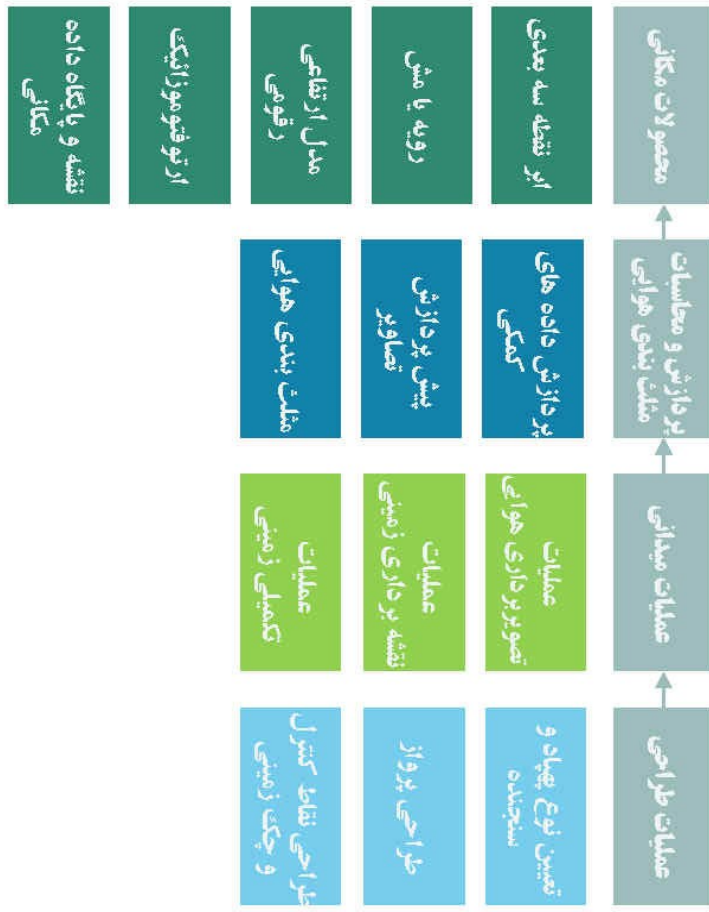 عملیات طراحی
تعیین نوع پهپاد و
سنجنده
طراحی پرواز
طراحی نقاط کنترل
و چک زمینی
عملیات میدانی
عملیات
تصویربرداری هوایی
عملیات
نقشه برداری زمینی
عملیات
تکمیلی زمینی
پردازش و محاسبات
مثلث بندی هوایی
پردازش داده های
کمکی
پیش پردازش
تصاویر
مثلث بندی هوایی
محصولات مکانی
ابر نقطه سه بعدی
رویه یا مش
مدل ارتفاعی
رقومی
ارتوفتوموزائیک
نقشه و پایگاه داده
مکانی